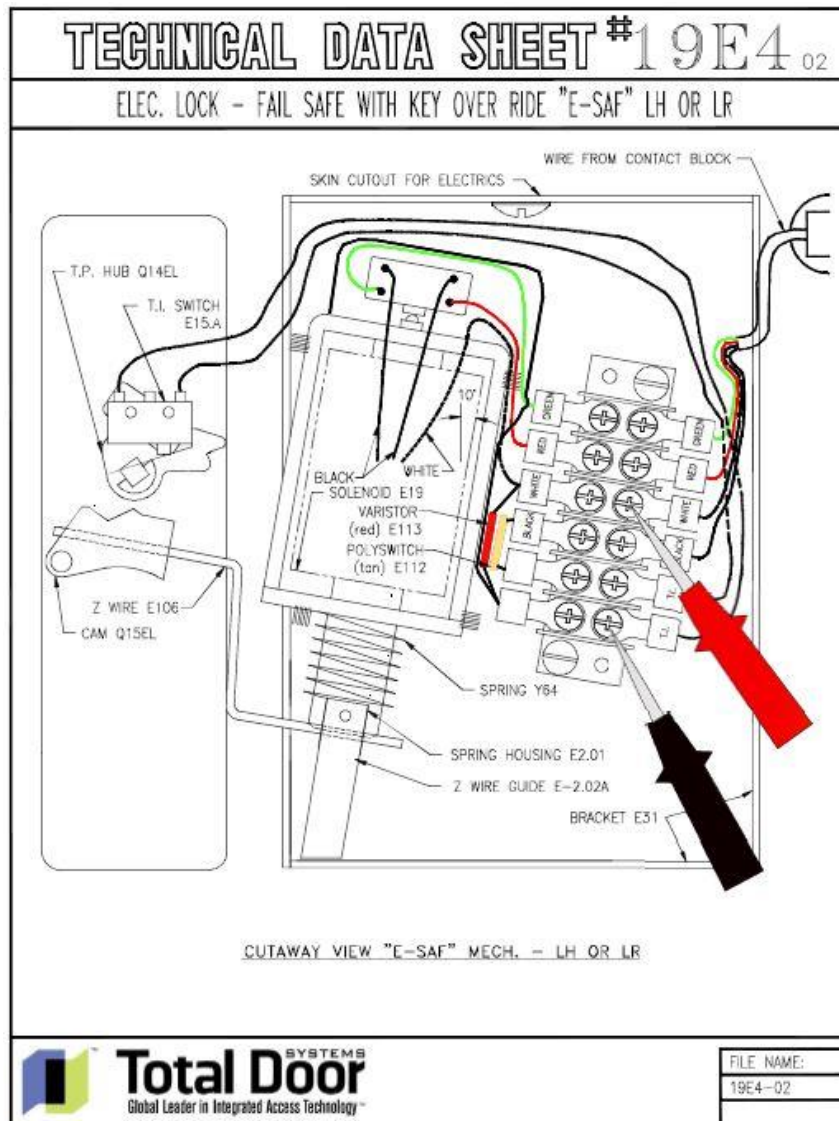 TECHNICAL DATA SHEET #19E4 02
ELEC. LOCK - FAIL SAFE WITH KEY OVER RIDE "E-SAF" LH OR LR
WIRE FROM CONTACT BLOCK
SKIN CUTOUT FOR ELECTRICS
T.P. HUB Q14EL
T.I. SWITCH
E15.A
10"
GREEN
GREEN
RED
RED
WHITE
WHITE
BLACK
BLACK
T.I.
T.I.
BLACK
WHITE
SOLENOID E19
VARISTOR
(red) E113
POLYSWITCH
(tan) E112
Z WIRE E106
CAM Q15EL
SPRING Y64
SPRING HOUSING E2.01
Z WIRE GUIDE E-2.02A
BRACKET E31
CUTAWAY VIEW "E-SAF" MECH. - LH OR LR
Total Door
SYSTEMS
Global Leader in Integrated Access Technology™
FILE NAME:
19E4-02